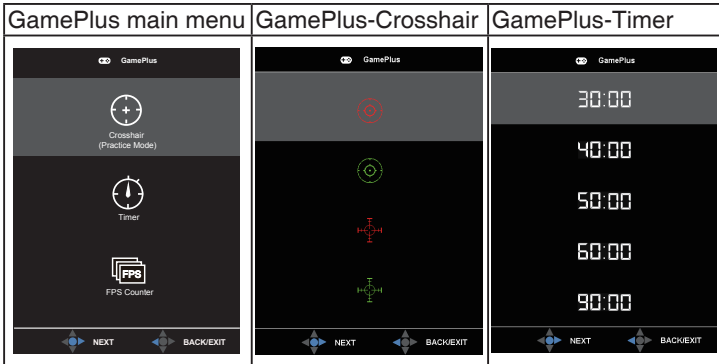 GamePlus main menu
GamePlus
Crosshair
(Practice Mode)
Timer
FPS
FPS Counter
NEXT BACK/EXIT
GamePlus-Crosshair
GamePlus
NEXT BACK/EXIT
GamePlus-Timer
GamePlus
30:00
40:00
50:00
60:00
90:00
NEXT BACK/EXIT